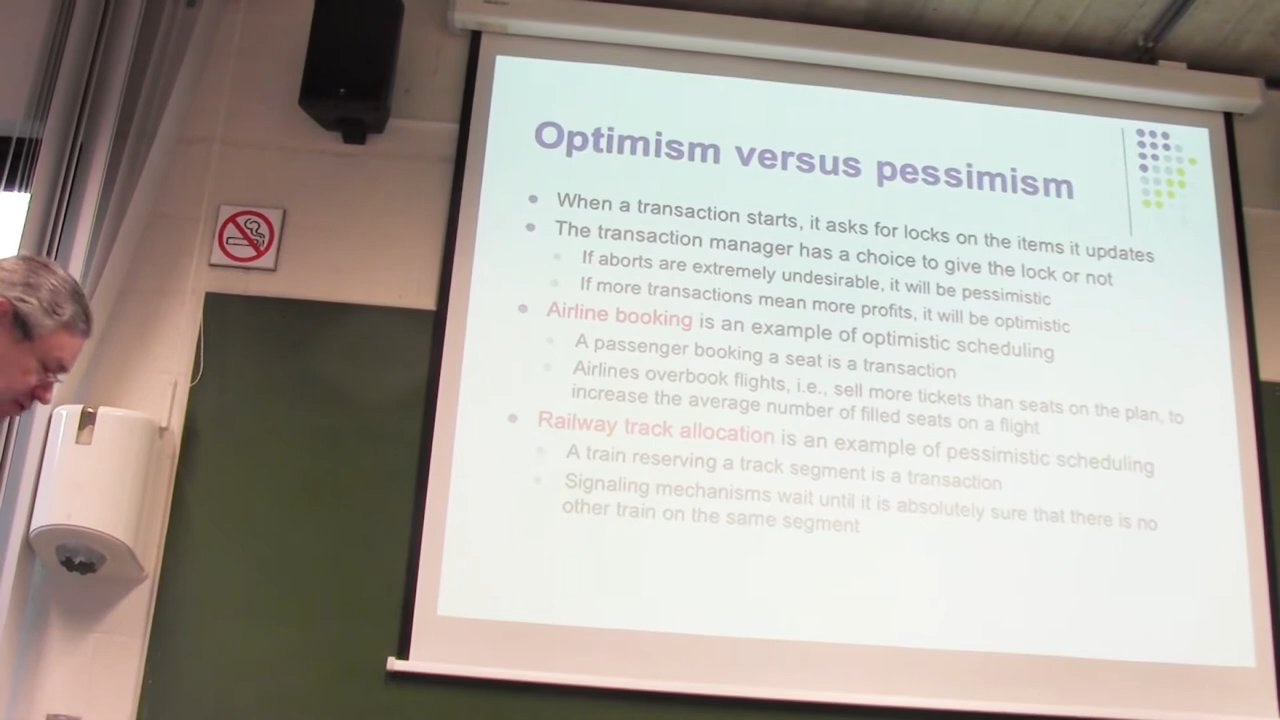 Optimism versus pessimism
When a transaction starts, it asks for locks on the items it updates
The transaction manager has a choice to give the lock or not
If aborts are extremely undesirable, it will be pessimistic
If more transactions mean more profits, it will be optimistic
Airline booking is an example of optimistic scheduling
A passenger booking a seat is a transaction
Airlines overbook flights, i.e., sell more tickets than seats on the plan, to
increase the average number of filled seats on a flight
Railway track allocation is an example of pessimistic scheduling
A train reserving a track segment is a transaction
Signaling mechanisms wait until it is absolutely sure that there is no
other train on the same segment